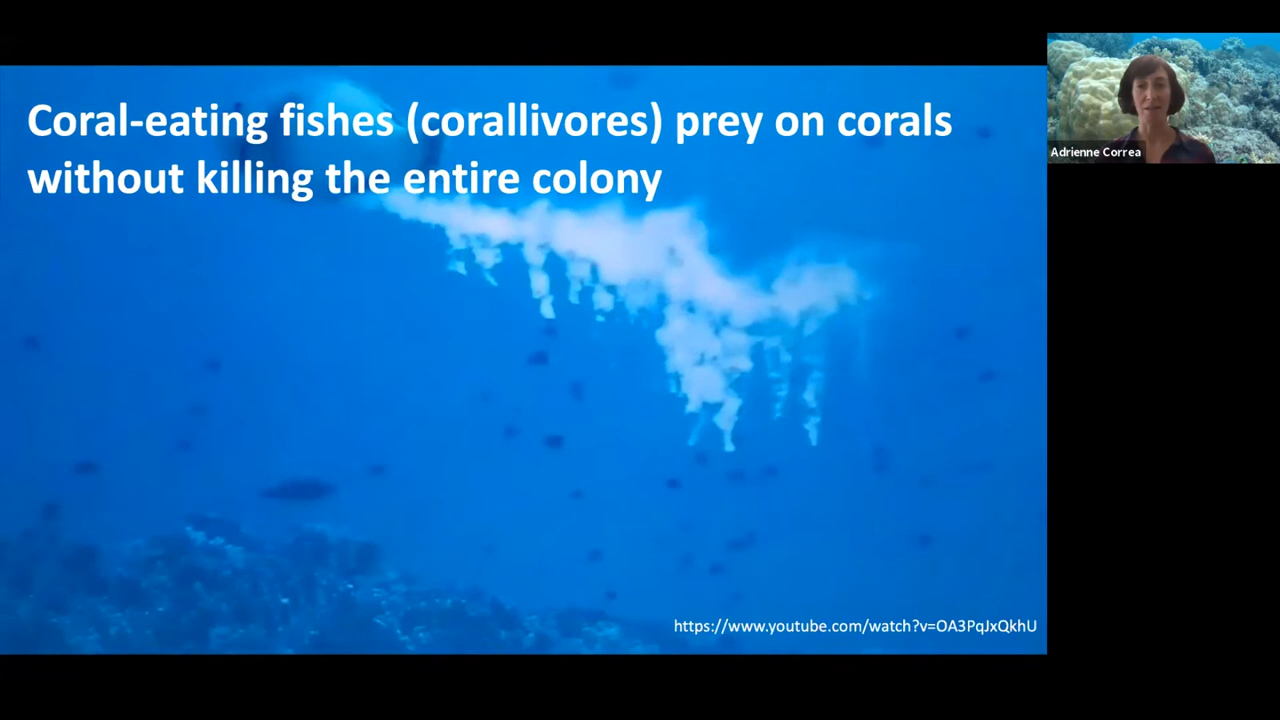 Coral-eating fishes (corallivores) prey on corals
without killing the entire colony
Adrienne Correa
https://www.youtube.com/watch?v=OA3PqJxQkhU